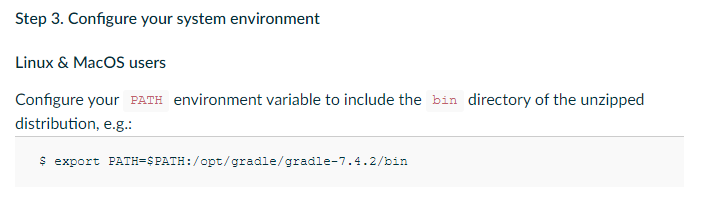 Step 3. Configure your system environment
Linux & MacOS users
Configure your PATH environment variable to include the bin directory of the unzipped
distribution, e.g.:
$ export PATH=$PATH:/opt/gradle/gradle-7.4.2/bin